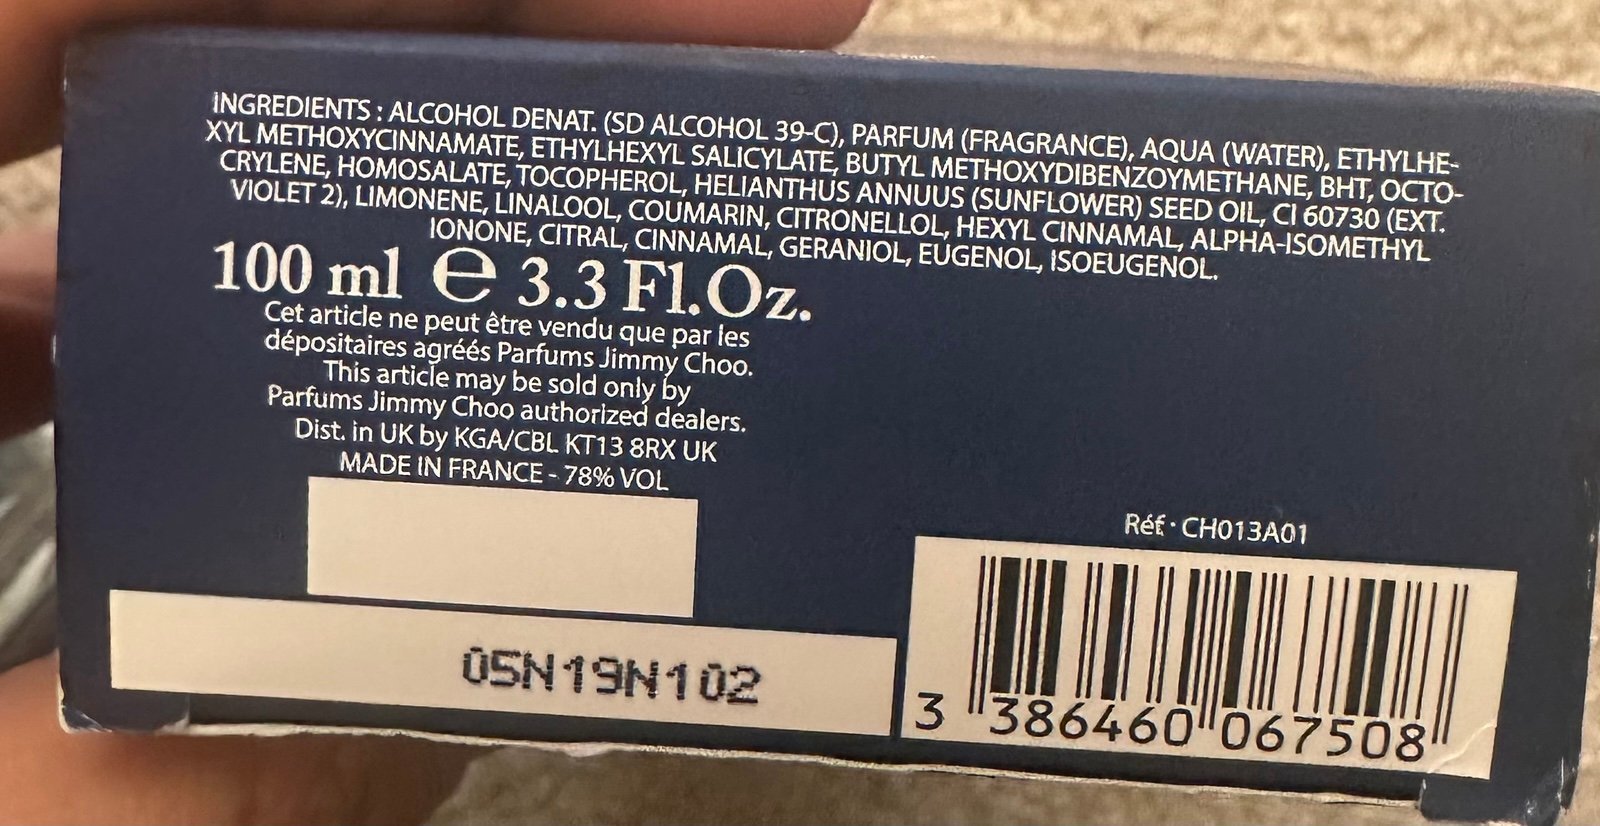 INGREDIENTS : ALCOHOL DENAT. (SD ALCOHOL 39-C), PARFUM (FRAGRANCE), AQUA (WATER), ETHYLHE-
XYL METHOXYCINNAMATE, ETHYLHEXYL SALICYLATE, BUTYL METHOXYDIBENZOYMETHANE, BHT, OCTO-
CRYLENE, HOMOSALATE, TOCOPHEROL, HELIANTHUS ANNUUS (SUNFLOWER) SEED OIL, CI 60730 (EXT.
VIOLET 2), LIMONENE, LINALOOL, COUMARIN, CITRONELLOL, HEXYL CINNAMAL, ALPHA-ISOMETHYL
IONONE, CITRAL, CINNAMAL, GERANIOL, EUGENOL, ISOEUGENOL.
100 ml e 3.3 Fl.Oz.
Cet article ne peut être vendu que par les
dépositaires agréés Parfums Jimmy Choo.
This article may be sold only by
Parfums Jimmy Choo authorized dealers.
Dist. in UK by KGA/CBL KT13 8RX UK
MADE IN FRANCE - 78% VOL
Réf · CH013A01
05N19N102
3 386460 067508